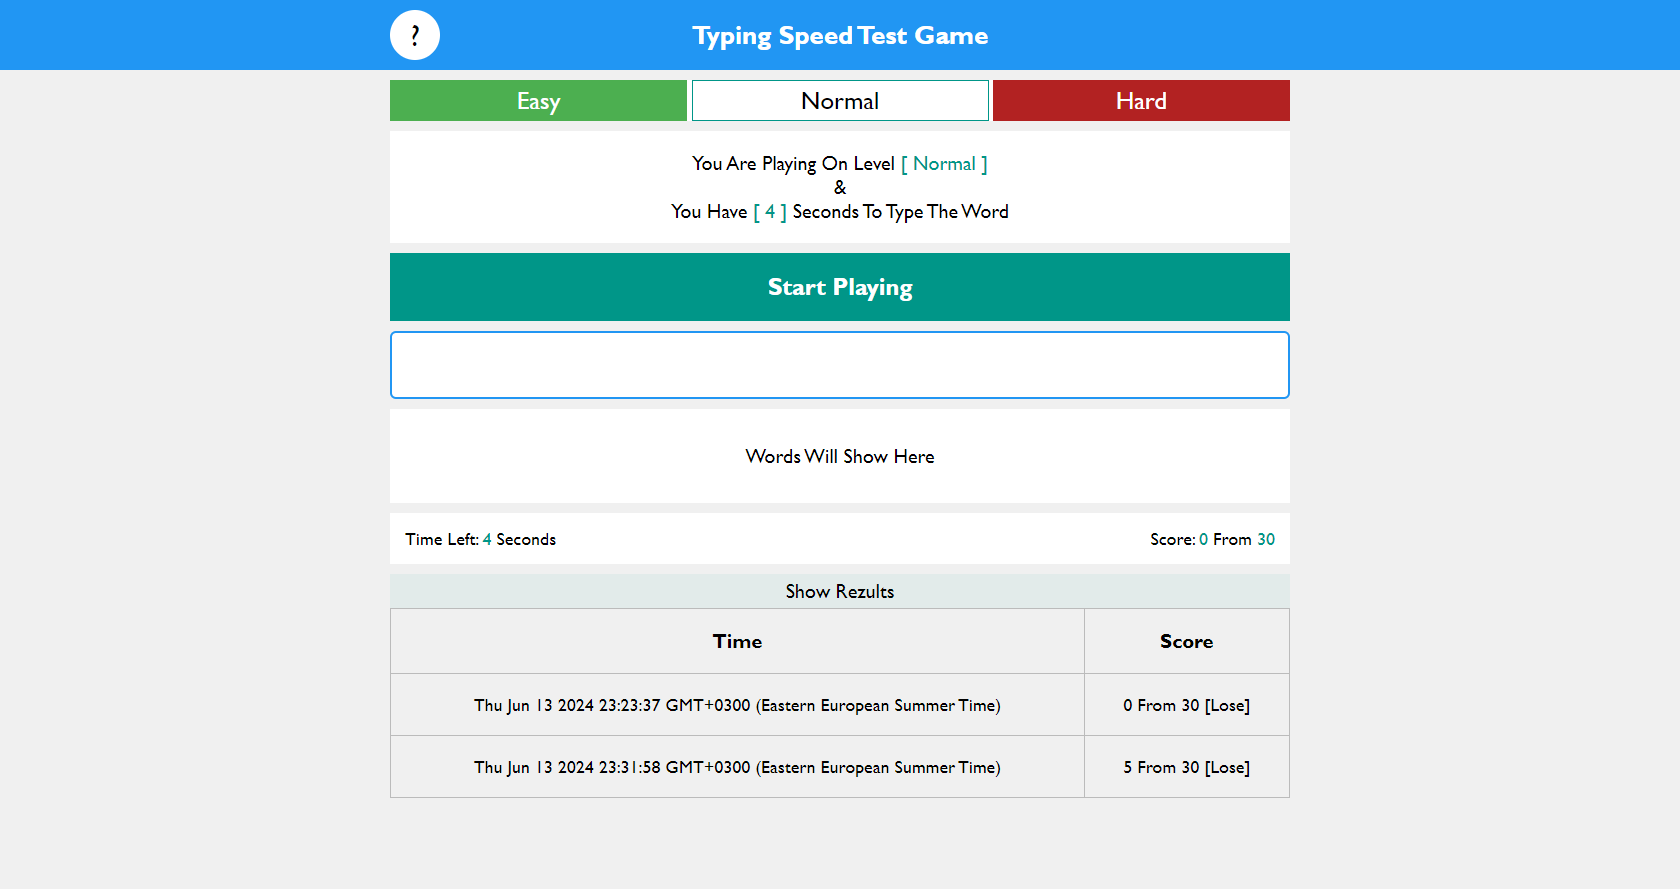 ?
Typing Speed Test Game
Easy
Normal
Hard
You Are Playing On Level [ Normal ]
&
You Have [ 4 ] Seconds To Type The Word
Start Playing
Words Will Show Here
Time Left: 4 Seconds
Score: 0 From 30
Show Rezults
Time
Score
Thu Jun 13 2024 23:23:37 GMT+0300 (Eastern European Summer Time)
0 From 30 [Lose]
Thu Jun 13 2024 23:31:58 GMT+0300 (Eastern European Summer Time)
5 From 30 [Lose]